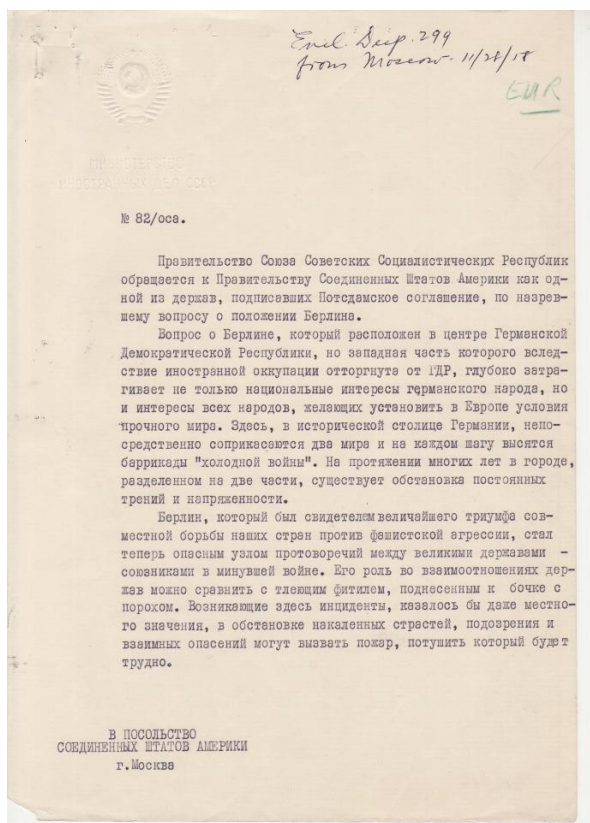 Encl. Desp. 299
from Moscow. 11/28/58
EUR
МИНИСТЕРСТВО
ИНОСТРАННЫХ ДЕЛ СССР
№ 82/оса.
Правительство Союза Советских Социалистических Республик
обращается к Правительству Соединенных Штатов Америки как од-
ной из держав, подписавших Потсдамское соглашение, по назрев-
шему вопросу о положении Берлина.
Вопрос о Берлине, который расположен в центре Германской
Демократической Республики, но западная часть которого вслед-
ствие иностранной оккупации отторгнута от ГДР, глубоко затра-
гивает не только национальные интересы германского народа, но
и интересы всех народов, желающих установить в Европе условия
прочного мира. Здесь, в исторической столице Германии, непо-
средственно соприкасаются два мира и на каждом шагу высятся
баррикады "холодной войны". На протяжении многих лет в городе,
разделенном на две части, существует обстановка постоянных
трений и напряженности.
Берлин, который был свидетелем величайшего триумфа сов-
местной борьбы наших стран против фашистской агрессии, стал
теперь опасным узлом протоворечий между великими державами –
союзниками в минувшей войне. Его роль во взаимоотношениях дер-
жав можно сравнить с тлеющим фитилем, поднесенным к бочке с
порохом. Возникающие здесь инциденты, казалось бы даже местно-
го значения, в обстановке накаленных страстей, подозрения и
взаимных опасений могут вызвать пожар, потушить который будет
трудно.
В ПОСОЛЬСТВО
СОЕДИНЕННЫХ ШТАТОВ АМЕРИКИ
г.Москва